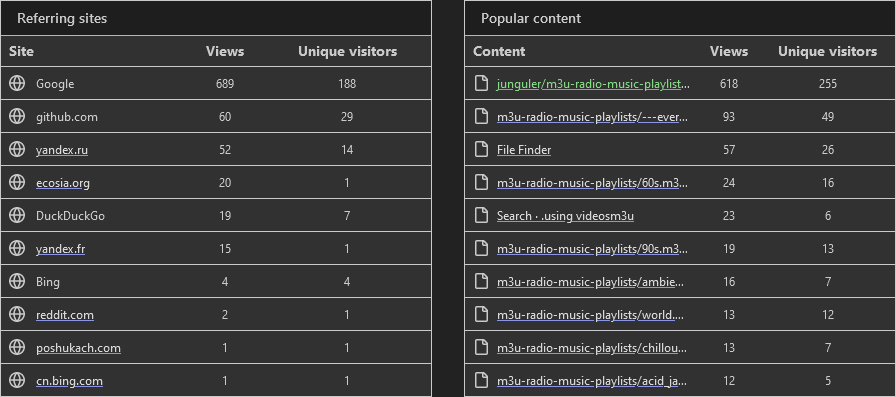 Referring sites
Site Views Unique visitors
Google 689 188
github.com 60 29
yandex.ru 52 14
ecosia.org 20 1
DuckDuckGo 19 7
yandex.fr 15 1
Bing 4 4
reddit.com 2 1
poshukach.com 1 1
cn.bing.com 1 1
Popular content
Content Views Unique visitors
junguler/m3u-radio-music-playlist... 618 255
m3u-radio-music-playlists/---ever... 93 49
File Finder 57 26
m3u-radio-music-playlists/60s.m3... 24 16
Search · .using videosm3u 23 6
m3u-radio-music-playlists/90s.m3... 19 13
m3u-radio-music-playlists/ambie... 16 7
m3u-radio-music-playlists/world.... 13 12
m3u-radio-music-playlists/chillou... 13 7
m3u-radio-music-playlists/acid_ja... 12 5